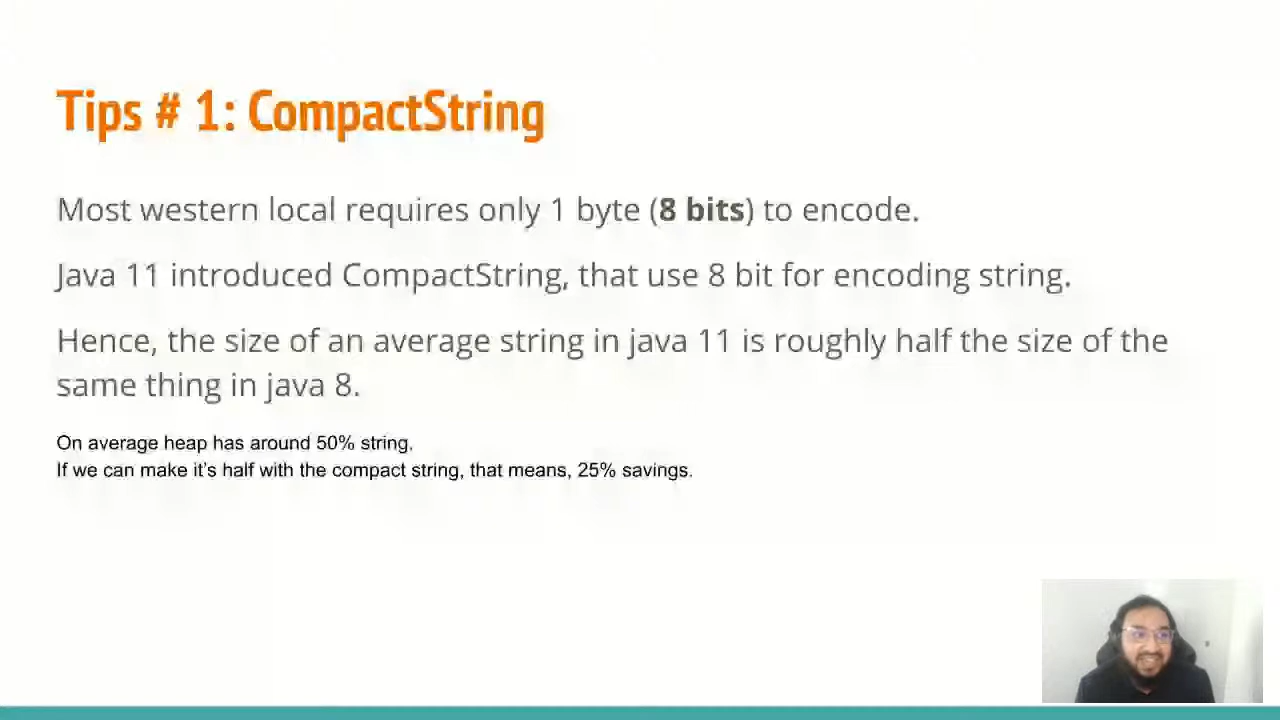 Tips # 1: CompactString
Most western local requires only 1 byte (8 bits) to encode.
Java 11 introduced CompactString, that use 8 bit for encoding string.
Hence, the size of an average string in java 11 is roughly half the size of the
same thing in java 8.
On average heap has around 50% string.
If we can make it's half with the compact string, that means, 25% savings.